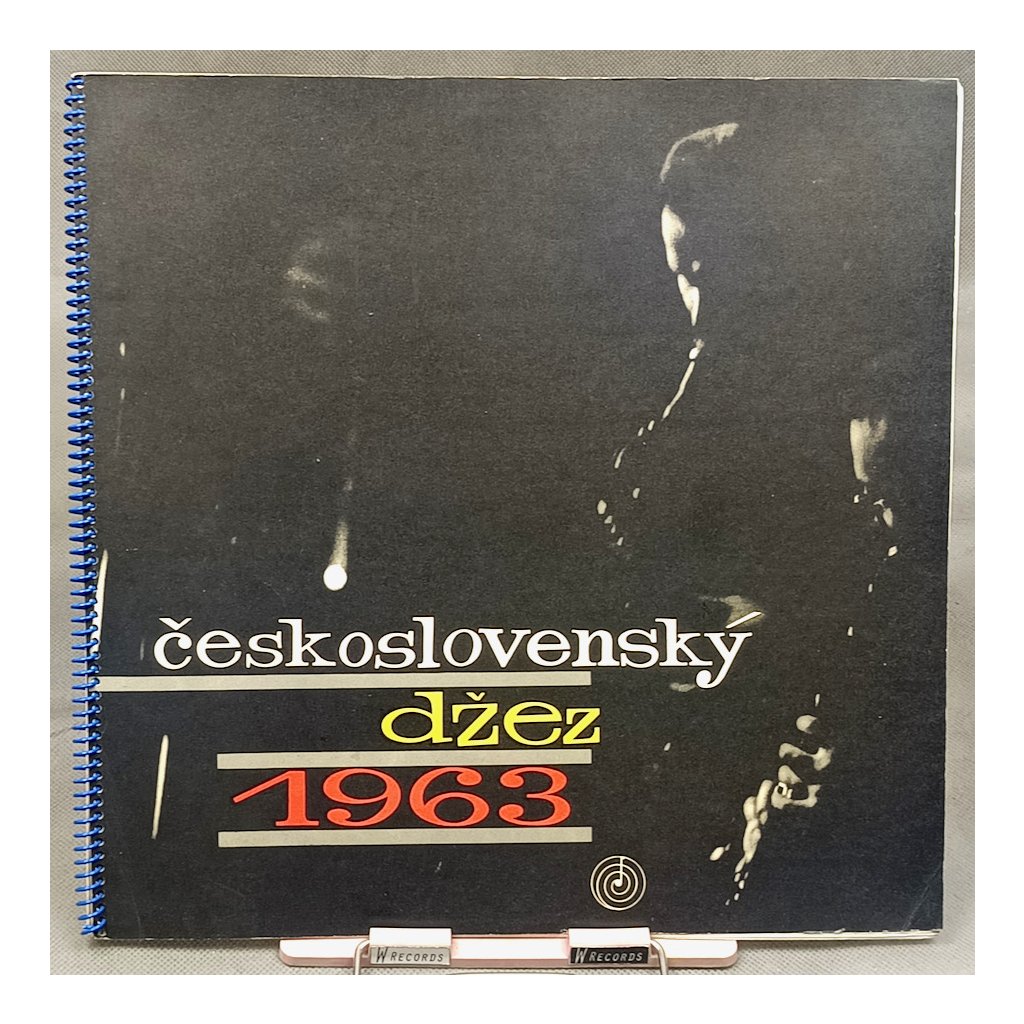 československý
džez
1963
W RECORDS
W RECORDS